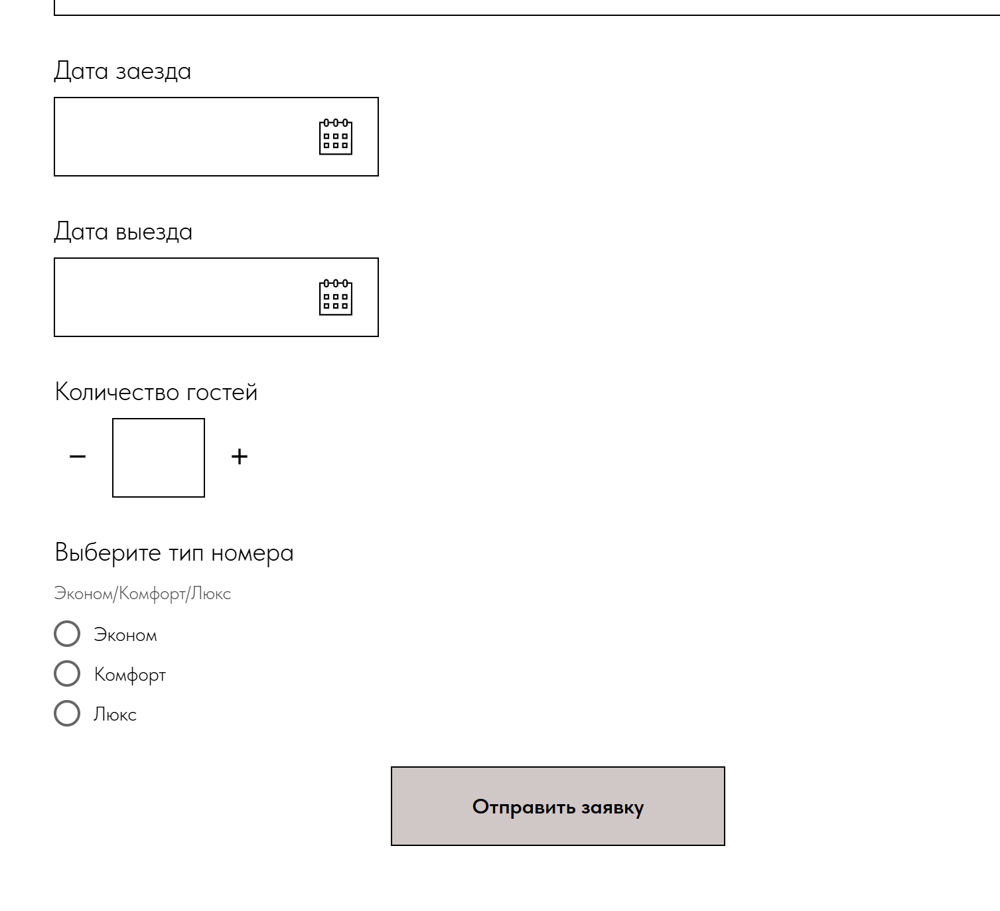 Дата заезда
Дата выезда
Количество гостей
− +
Выберите тип номера
Эконом/Комфорт/Люкс
Эконом
Комфорт
Люкс
Отправить заявку